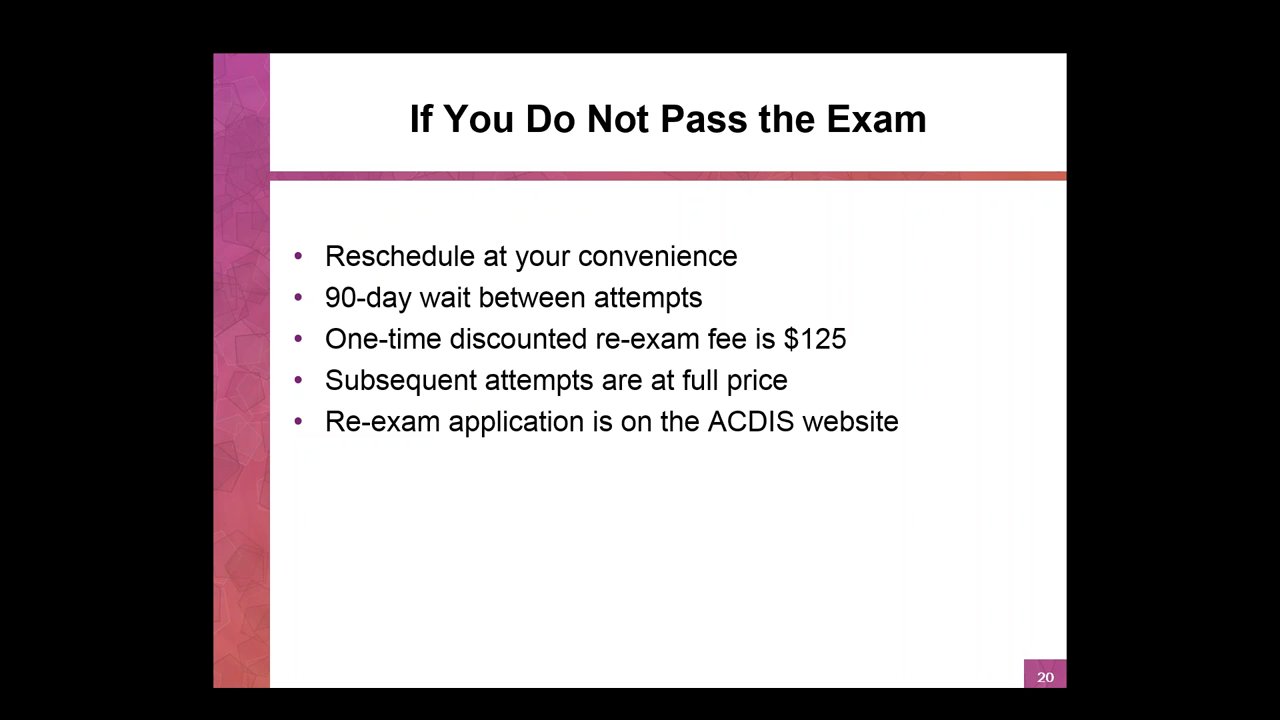 If You Do Not Pass the Exam
• Reschedule at your convenience
• 90-day wait between attempts
• One-time discounted re-exam fee is $125
• Subsequent attempts are at full price
• Re-exam application is on the ACDIS website
20